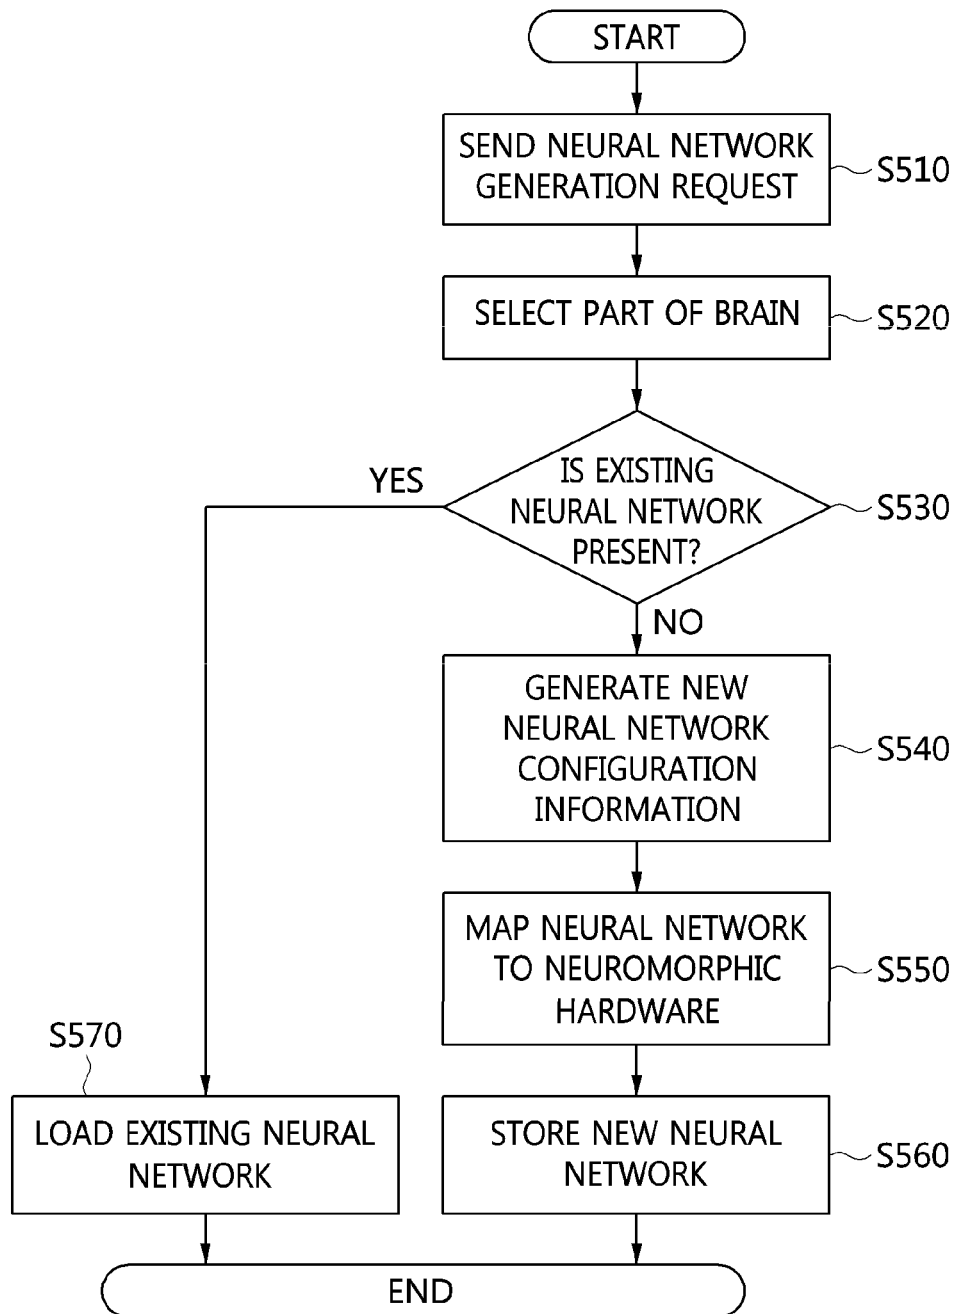 START
SEND NEURAL NETWORK
GENERATION REQUEST
S510
SELECT PART OF BRAIN
S520
IS EXISTING
NEURAL NETWORK
PRESENT?
S530
YES
NO
GENERATE NEW
NEURAL NETWORK
CONFIGURATION
INFORMATION
S540
MAP NEURAL NETWORK
TO NEUROMORPHIC
HARDWARE
S550
S570
LOAD EXISTING NEURAL
NETWORK
STORE NEW NEURAL
NETWORK
S560
END